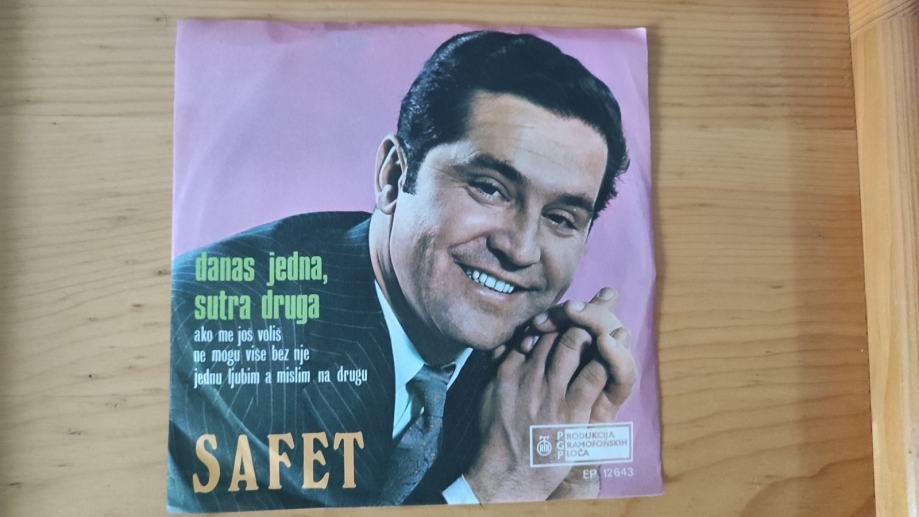 danas jedna,
sutra druga
ako me još voliš
ne mogu više bez nje
jednu ljubim a mislim na drugu
SAFET
RTB
PRODUKCIJA
GRAMOFONSKIH
PLOČA
EP 12643